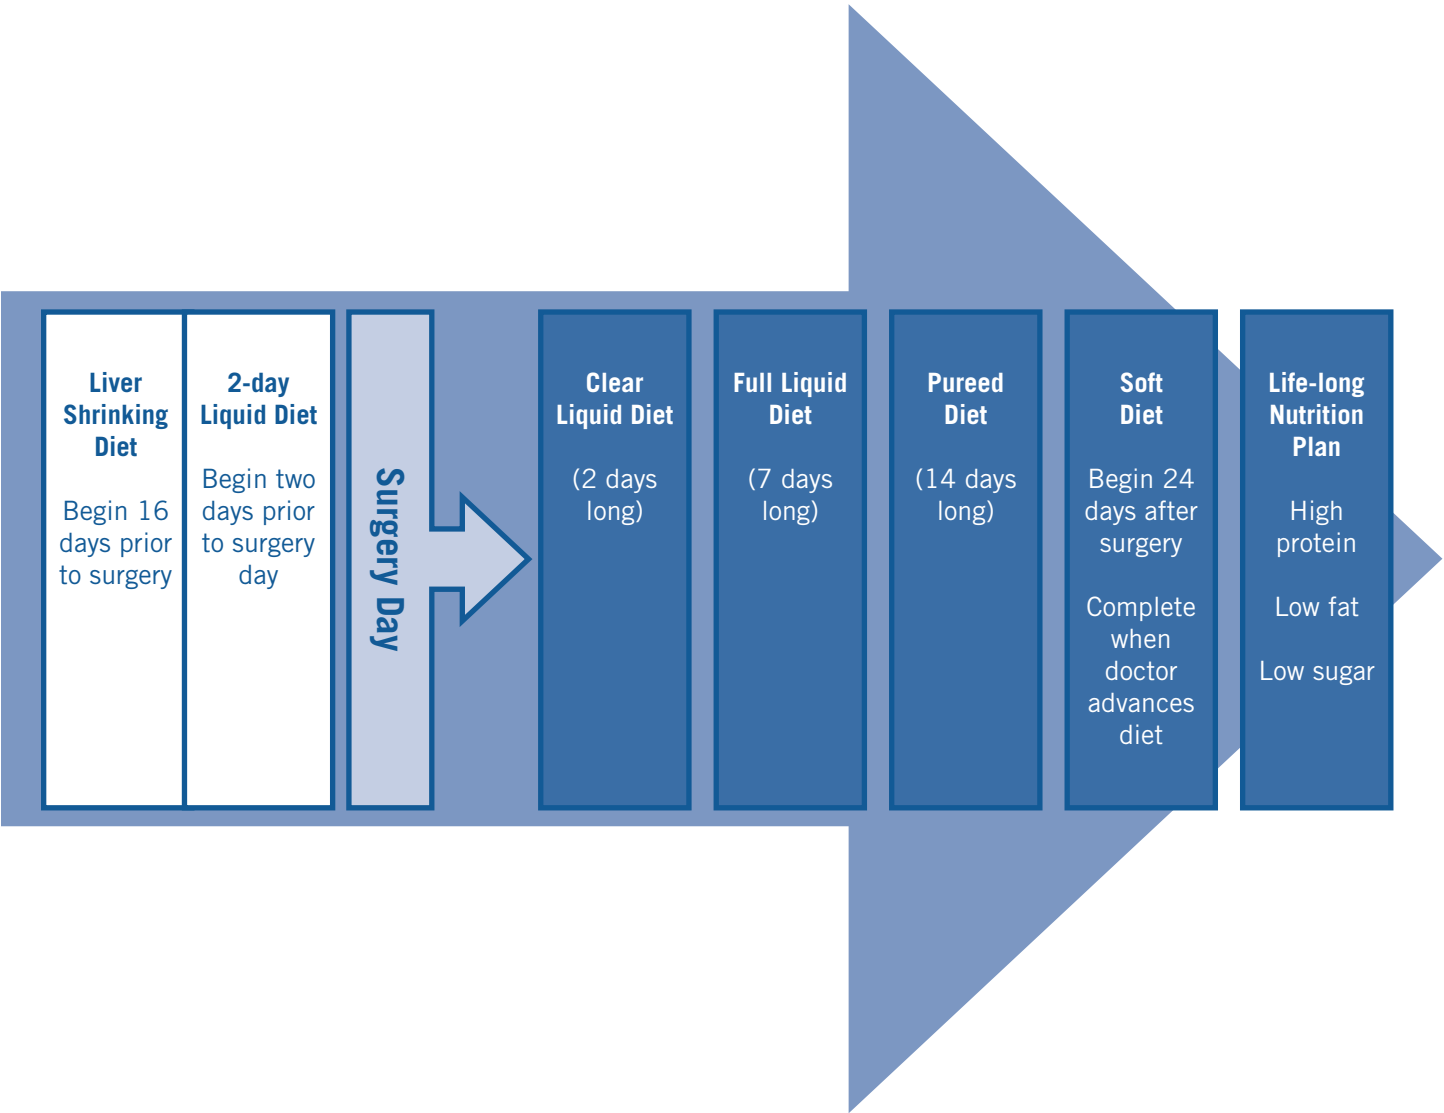 Liver
Shrinking
Diet
Begin 16
days prior
to surgery
2-day
Liquid Diet
Begin two
days prior
to surgery
day
Surgery Day
Clear
Liquid Diet
(2 days
long)
Full Liquid
Diet
(7 days
long)
Pureed
Diet
(14 days
long)
Soft
Diet
Begin 24
days after
surgery
Complete
when
doctor
advances
diet
Life-long
Nutrition
Plan
High
protein
Low fat
Low sugar